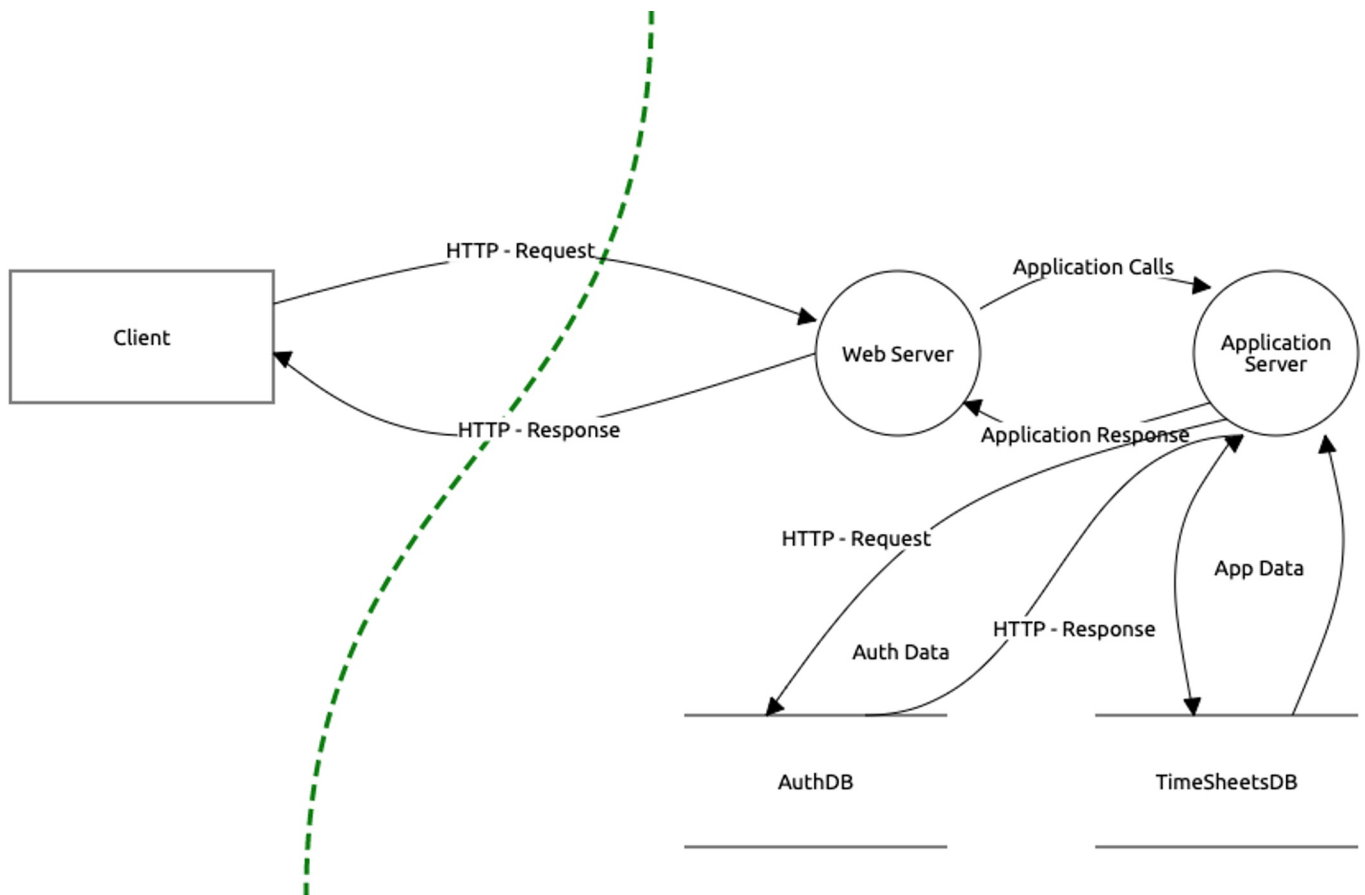 HTTP - Request
Client
HTTP - Response
Web Server
Application Calls
Application
Server
Application Response
HTTP - Request
App Data
HTTP - Response
Auth Data
AuthDB
TimeSheetsDB